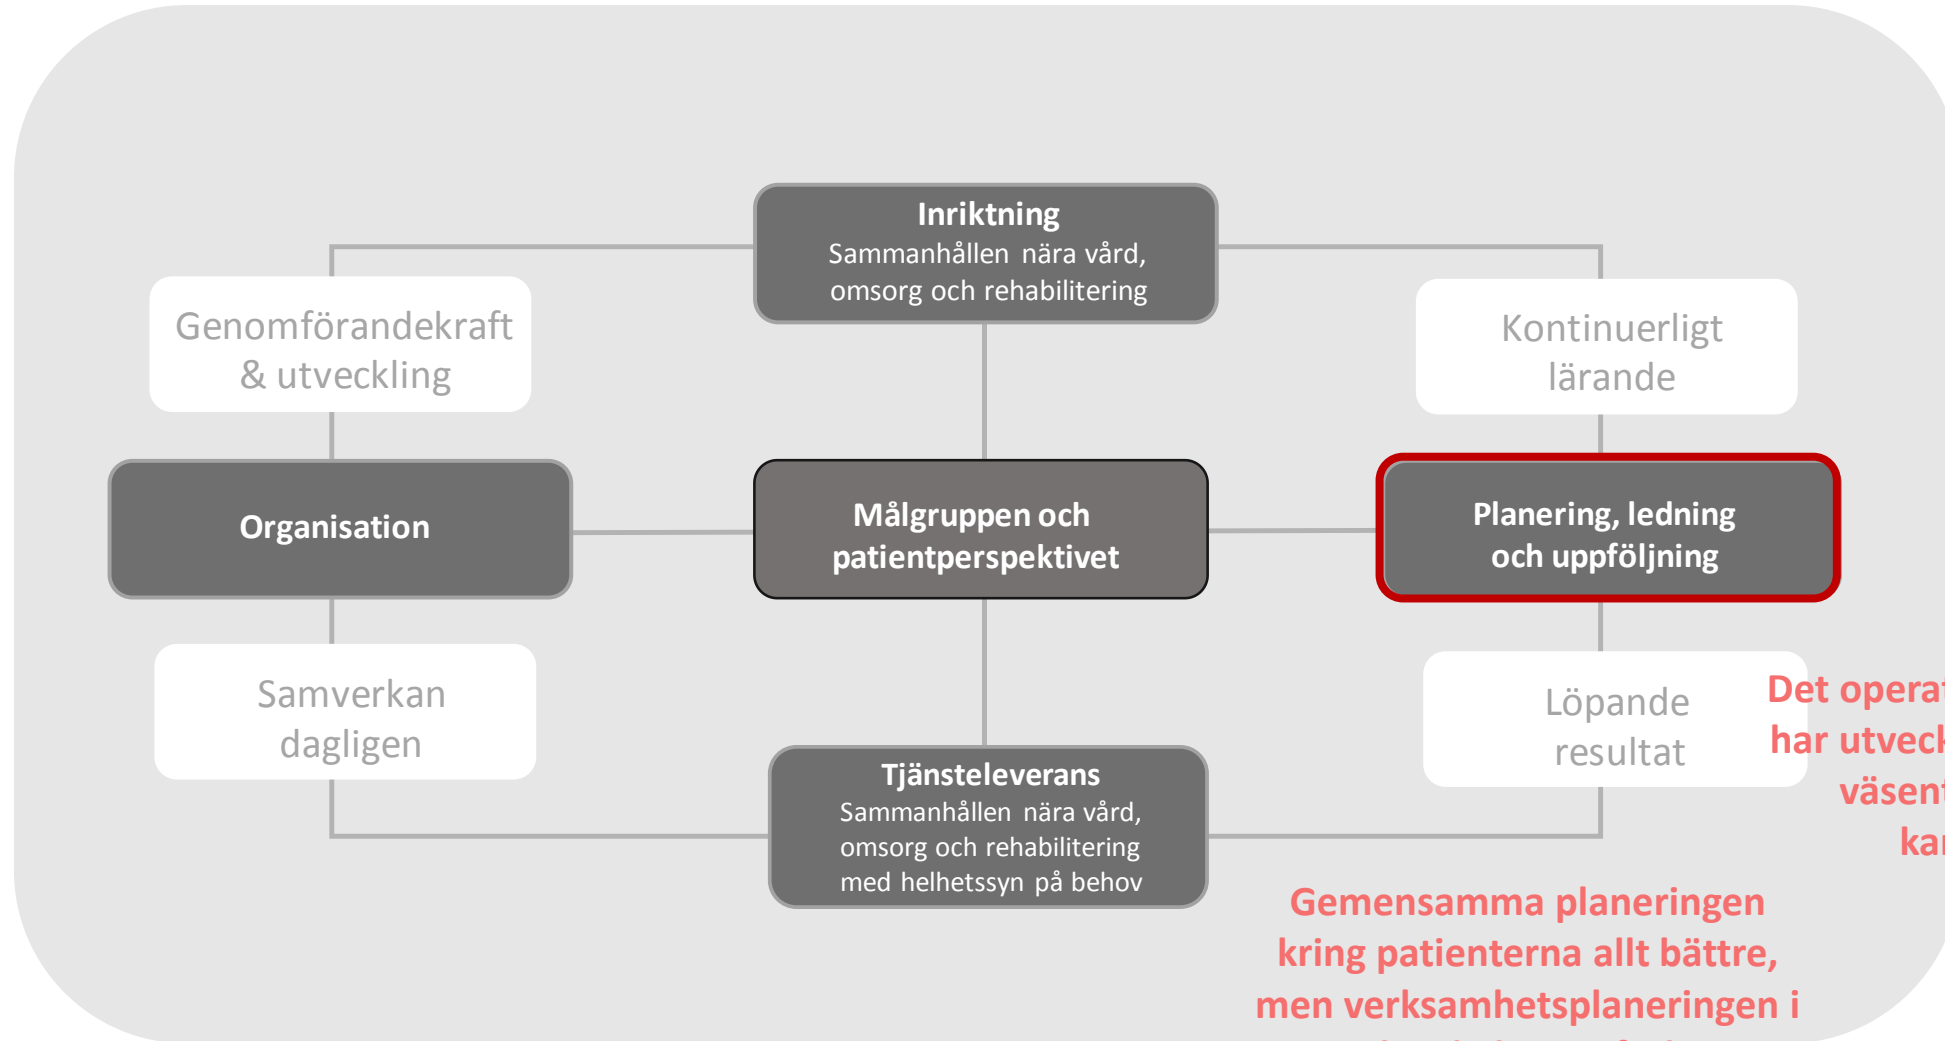 Inriktning
Sammanhållen nära vård,
omsorg och rehabilitering
Genomförandekraft
& utveckling
Kontinuerligt
lärande
Organisation
Målgruppen och
patientperspektivet
Planering, ledning
och uppföljning
Samverkan
dagligen
Löpande
resultat
Det
har
Tjänsteleverans
Sammanhållen nära vård,
omsorg och rehabilitering
med helhetssyn på behov
Gemensamma planeringen
kring patienterna allt bättre,
men verksamhetsplaneringen i